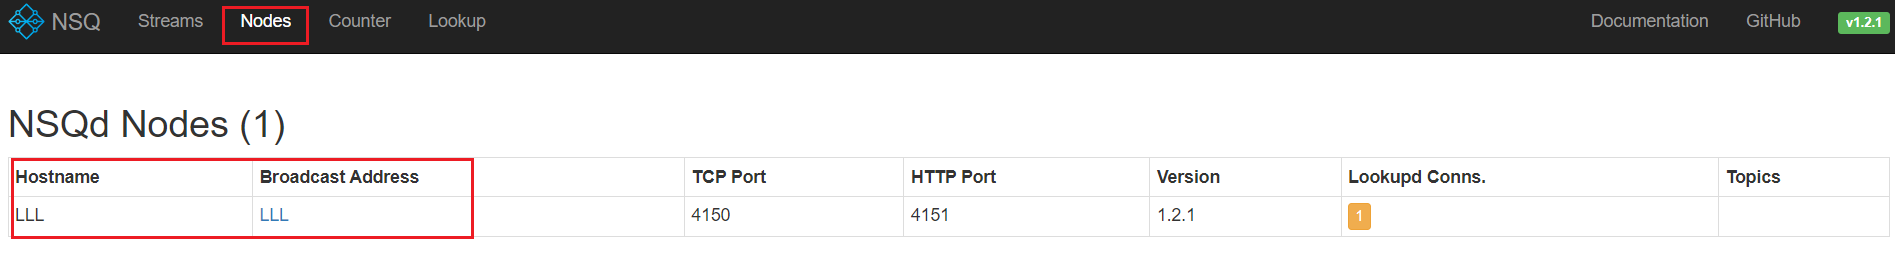 NSQ Streams Nodes Counter Lookup Documentation GitHub v1.2.1
NSQd Nodes (1)
Hostname Broadcast Address TCP Port HTTP Port Version Lookupd Conns. Topics
LLL LLL 4150 4151 1.2.1 1